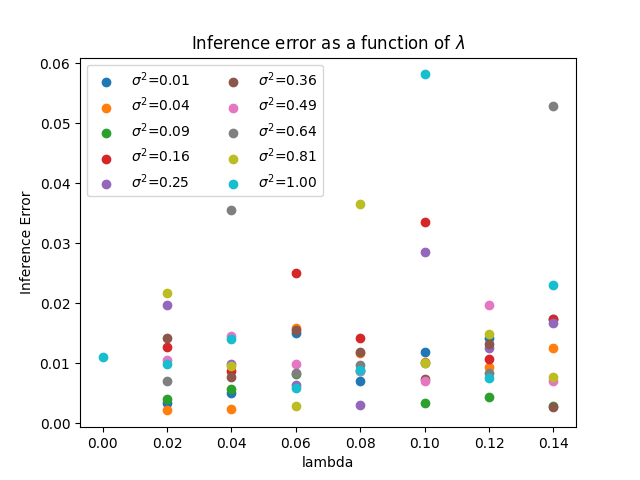 Inference error as a function of λ
0.06
0.05
0.04
0.03
0.02
0.01
0.00
Inference Error
σ²=0.01
σ²=0.04
σ²=0.09
σ²=0.16
σ²=0.25
σ²=0.36
σ²=0.49
σ²=0.64
σ²=0.81
σ²=1.00
0.00 0.02 0.04 0.06 0.08 0.10 0.12 0.14
lambda